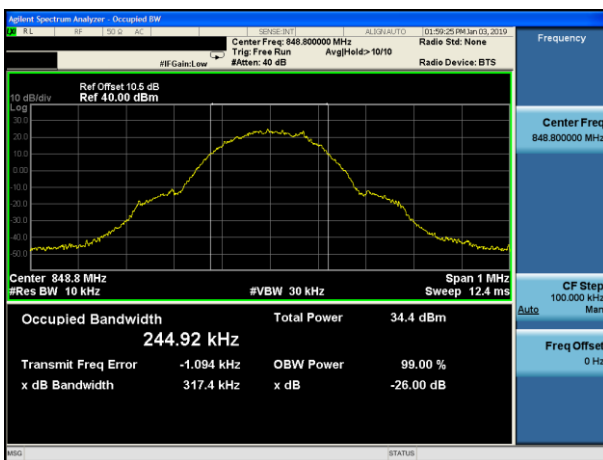 Agilent Spectrum Analyzer - Occupied BW
RL RF 50 Ω AC SENSE:INT ALIGN AUTO 01:59:25 PM Jan 03, 2019
Center Freq: 848.800000 MHz Radio Std: None Frequency
Trig: Free Run Avg|Hold:> 10/10
#IFGain:Low #Atten: 40 dB Radio Device: BTS
Ref Offset 10.5 dB
10 dB/div Ref 40.00 dBm
Log
30.0
20.0
10.0
0.00
-10.0
-20.0
-30.0
-40.0
-50.0
Center Freq
848.800000 MHz
Center 848.8 MHz Span 1 MHz
#Res BW 10 kHz #VBW 30 kHz Sweep 12.4 ms
CF Step
100.000 kHz
Auto Man
Occupied Bandwidth Total Power 34.4 dBm
244.92 kHz
Transmit Freq Error -1.094 kHz OBW Power 99.00 %
x dB Bandwidth 317.4 kHz x dB -26.00 dB
Freq Offset
0 Hz
MSG STATUS